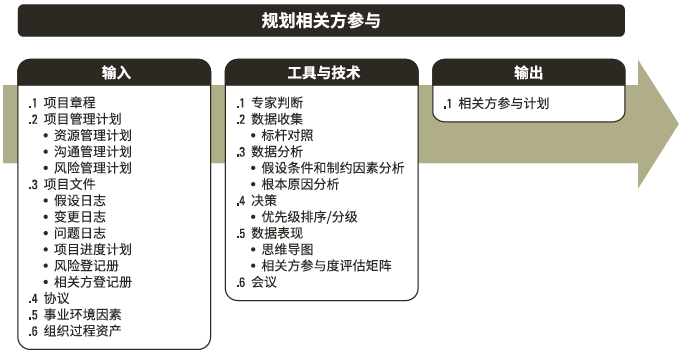 规划相关方参与
输入
.1 项目章程
.2 项目管理计划
• 资源管理计划
• 沟通管理计划
• 风险管理计划
.3 项目文件
• 假设日志
• 变更日志
• 问题日志
• 项目进度计划
• 风险登记册
• 相关方登记册
.4 协议
.5 事业环境因素
.6 组织过程资产
工具与技术
.1 专家判断
.2 数据收集
• 标杆对照
.3 数据分析
• 假设条件和制约因素分析
• 根本原因分析
.4 决策
• 优先级排序/分级
.5 数据表现
• 思维导图
• 相关方参与度评估矩阵
.6 会议
输出
.1 相关方参与计划